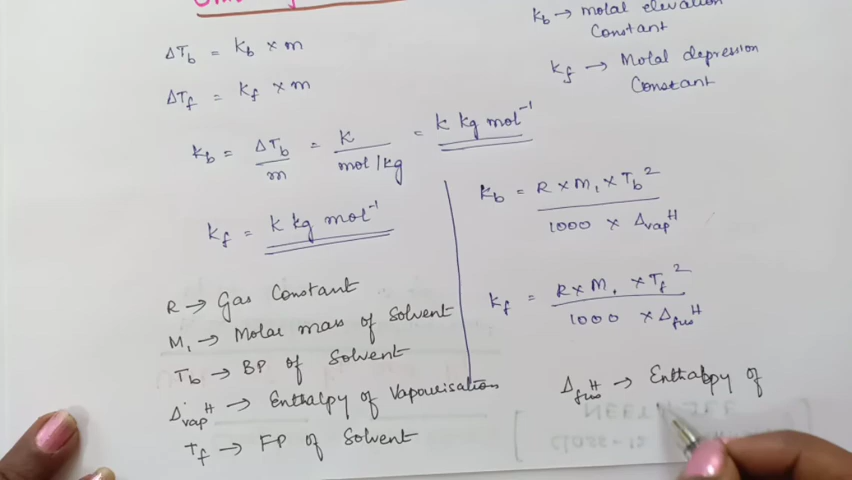 Kb → Molal elevation
Constant
Kf → Molal depression
Constant
ΔTb = Kb × m
ΔTf = Kf × m
Kb = ΔTb / m = K / mol/kg = K kg mol⁻¹
Kf = K kg mol⁻¹
Kb = R × M₁ × Tb² / 1000 × ΔvapH
Kf = R × M₁ × Tf² / 1000 × ΔfusH
R → Gas Constant
M₁ → Molar mass of Solvent
Tb → BP of Solvent
ΔvapH → Enthalpy of Vapourisation
Tf → FP of Solvent
ΔfusH → Enthalpy of